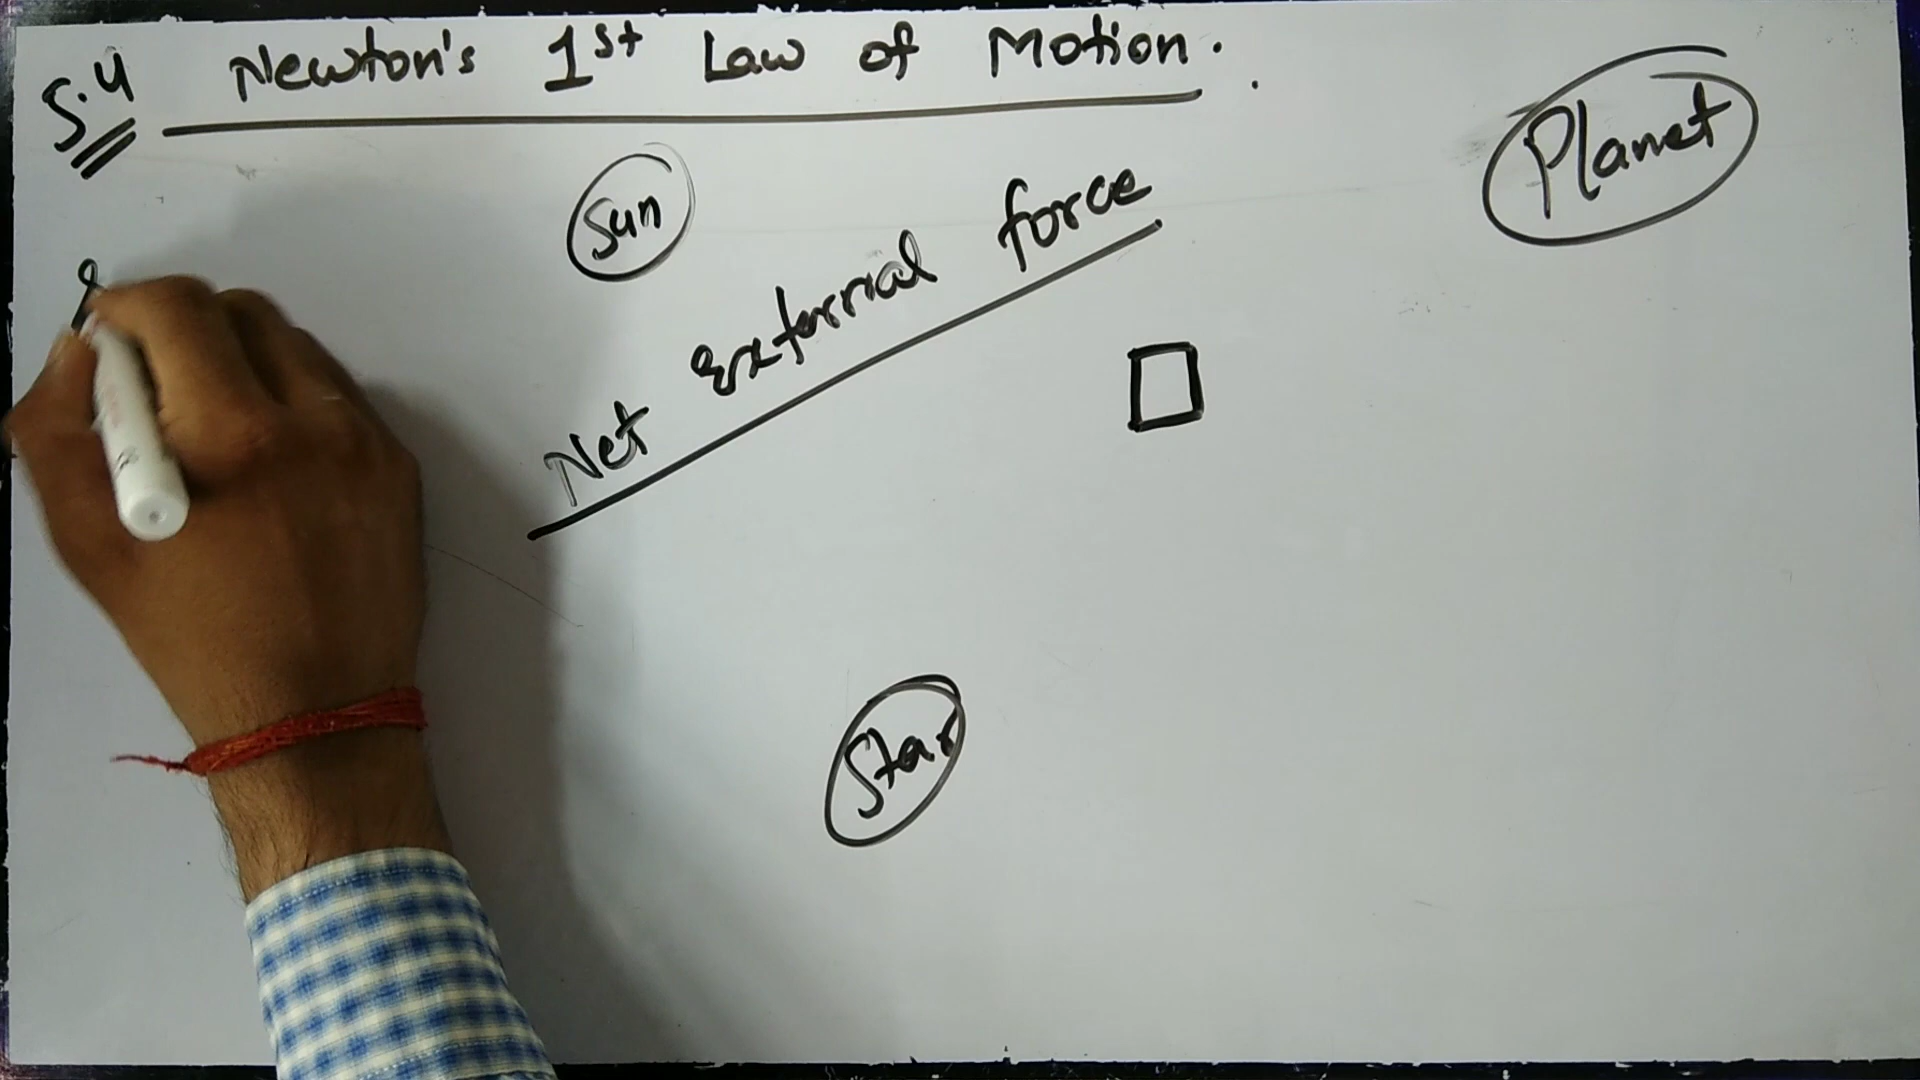 5.4 Newton's 1st Law of Motion.
Planet
Sun
Net External force
Star